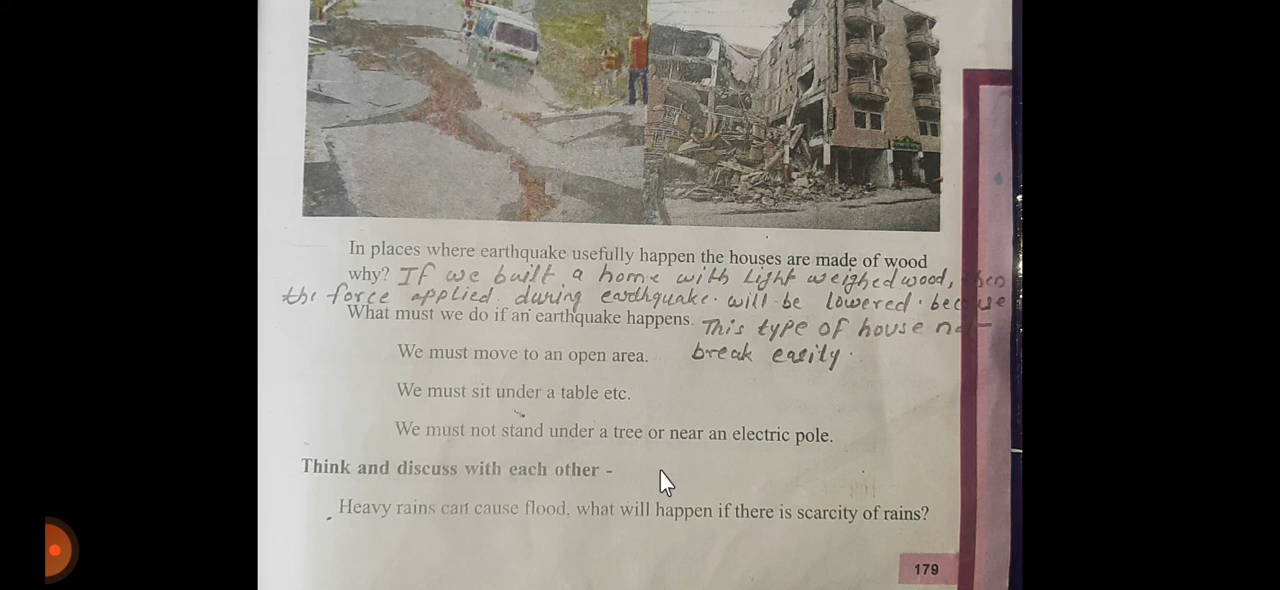 In places where earthquake usefully happen the houses are made of wood
why? If we built a home with light weighed wood, then
the force applied. during earthquake. will be lowered. because
What must we do if an earthquake happens. This type of house not
We must move to an open area. break easity.
We must sit under a table etc.
We must not stand under a tree or near an electric pole.
Think and discuss with each other -
Heavy rains can cause flood, what will happen if there is scarcity of rains?
179